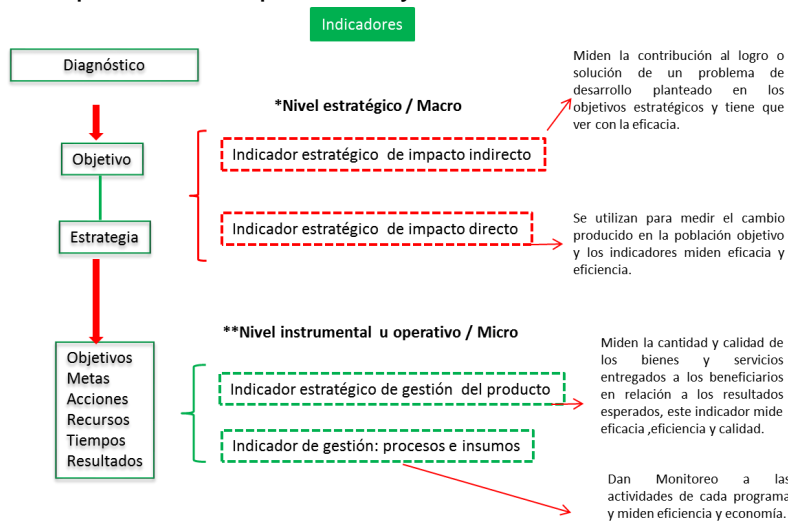 Indicadores
Diagnóstico
Objetivo
Estrategia
Objetivos
Metas
Acciones
Recursos
Tiempos
Resultados
*Nivel estratégico / Macro
Indicador estratégico de impacto indirecto
Indicador estratégico de impacto directo
Miden la contribución al logro o
solución de un problema de
desarrollo planteado en los
objetivos estratégicos y tiene que
ver con la eficacia.
Se utilizan para medir el cambio
producido en la población objetivo
y los indicadores miden eficacia y
eficiencia.
**Nivel instrumental u operativo / Micro
Indicador estratégico de gestión del producto
Indicador de gestión: procesos e insumos
Miden la cantidad y calidad de
los bienes y servicios
entregados a los beneficiarios
en relación a los resultados
esperados, este indicador mide
eficacia ,eficiencia y calidad.
Dan Monitoreo a las
actividades de cada programa
y miden eficiencia y economía.